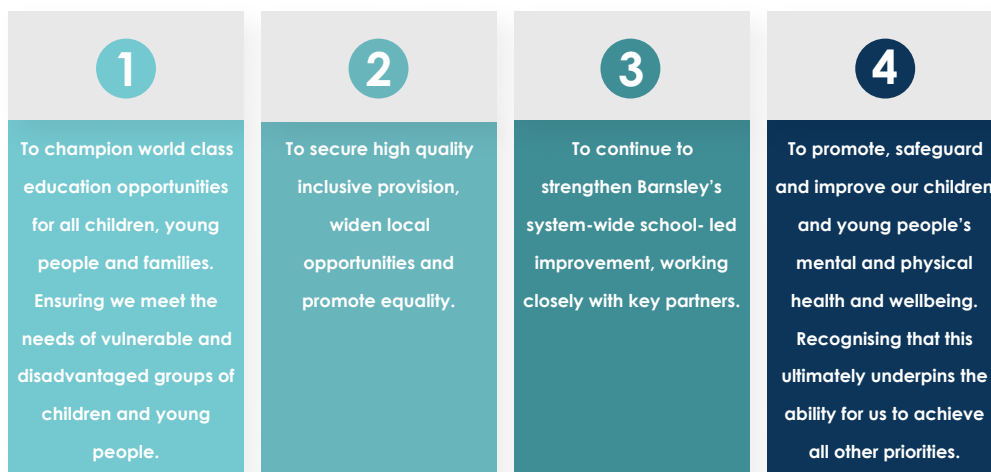 1
To champion world class
education opportunities
for all children, young
people and families.
Ensuring we meet the
needs of vulnerable and
disadvantaged groups of
children and young
people.
2
To secure high quality
inclusive provision,
widen local
opportunities and
promote equality.
3
To continue to
strengthen Barnsley’s
system-wide school- led
improvement, working
closely with key partners.
4
To promote, safeguard
and improve our children
and young people’s
mental and physical
health and wellbeing.
Recognising that this
ultimately underpins the
ability for us to achieve
all other priorities.